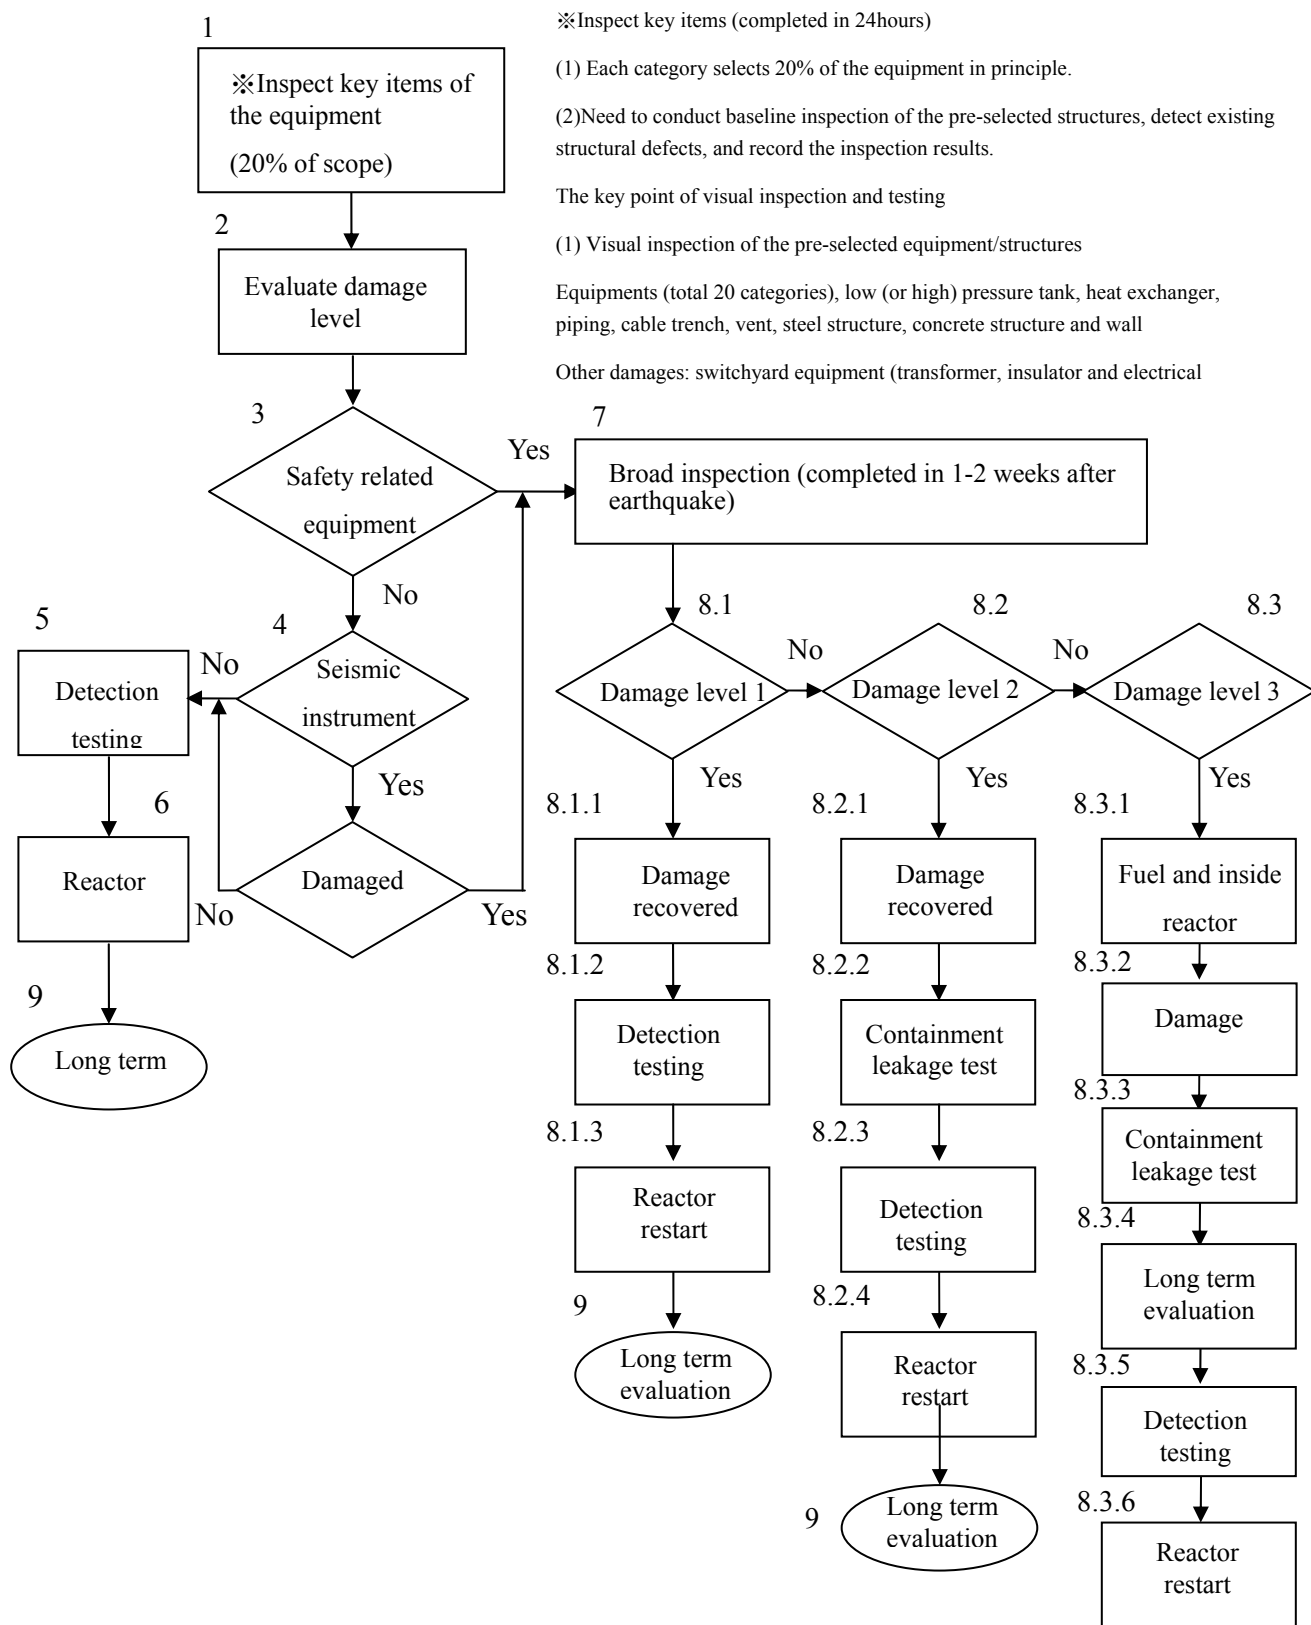 1
※Inspect key items of
the equipment
(20% of scope)
※Inspect key items (completed in 24hours)
(1) Each category selects 20% of the equipment in principle.
(2)Need to conduct baseline inspection of the pre-selected structures, detect existing
structural defects, and record the inspection results.
The key point of visual inspection and testing
(1) Visual inspection of the pre-selected equipment/structures
Equipments (total 20 categories), low (or high) pressure tank, heat exchanger,
piping, cable trench, vent, steel structure, concrete structure and wall
Other damages: switchyard equipment (transformer, insulator and electrical
2
Evaluate damage
level
3
Safety related
equipment
Yes
No
7
Broad inspection (completed in 1-2 weeks after
earthquake)
4
Seismic
instrument
No
Yes
5
Detection
testing
6
Reactor
Damaged
No
Yes
9
Long term
8.1
Damage level 1
No
Yes
8.2
Damage level 2
No
Yes
8.3
Damage level 3
Yes
8.1.1
Damage
recovered
8.1.2
Detection
testing
8.1.3
Reactor
restart
9
Long term
evaluation
8.2.1
Damage
recovered
8.2.2
Containment
leakage test
8.2.3
Detection
testing
8.2.4
Reactor
restart
9
Long term
evaluation
8.3.1
Fuel and inside
reactor
8.3.2
Damage
8.3.3
Containment
leakage test
8.3.4
Long term
evaluation
8.3.5
Detection
testing
8.3.6
Reactor
restart